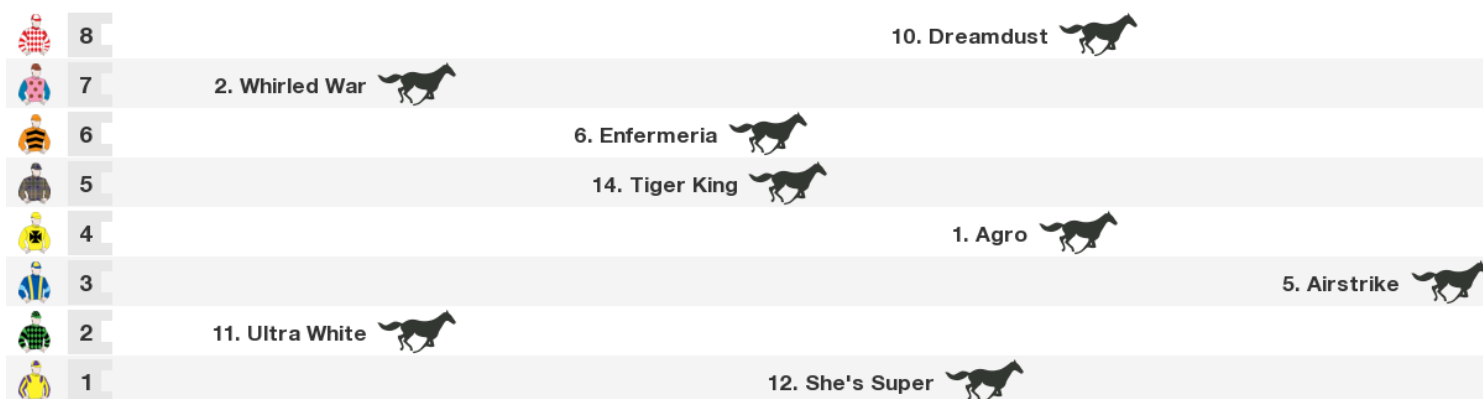 8 10. Dreamdust
7 2. Whirled War
6 6. Enfermeria
5 14. Tiger King
4 1. Agro
3 5. Airstrike
2 11. Ultra White
1 12. She's Super